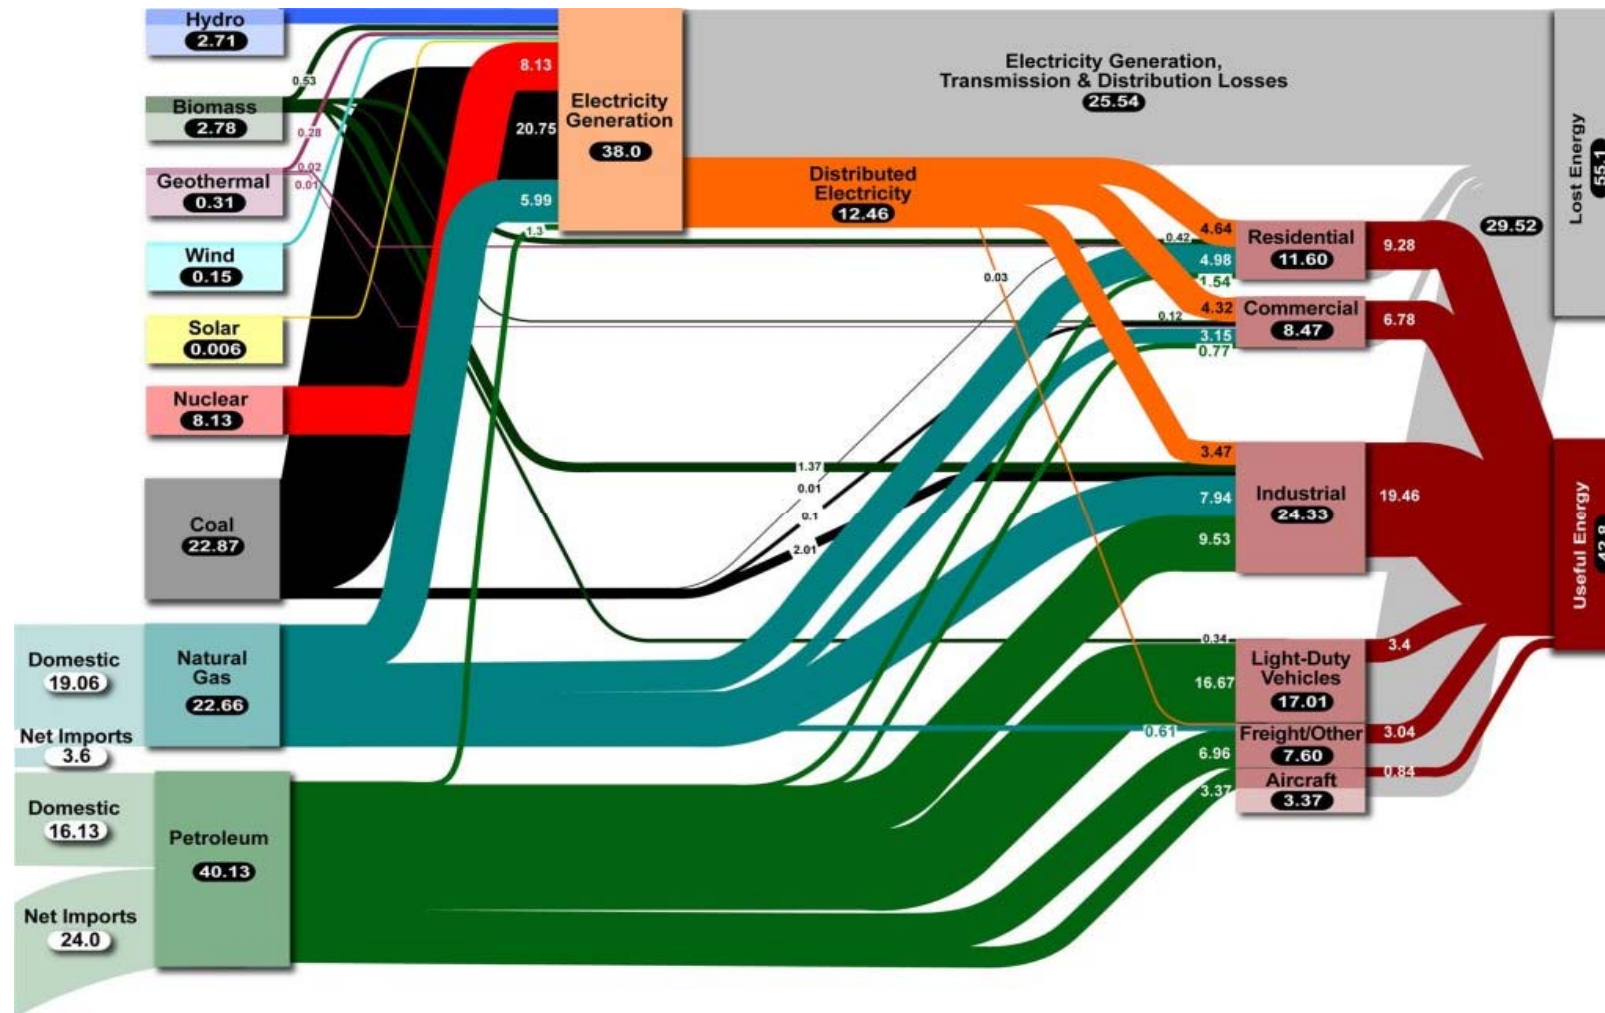 Hydro
2.71
Biomass
2.78
Geothermal
0.31
Wind
0.15
Solar
0.006
Nuclear
8.13
Coal
22.87
Domestic
19.06
Net Imports
3.6
Natural
Gas
22.66
Domestic
16.13
Net Imports
24.0
Petroleum
40.13
0.53
0.28
0.02
0.01
8.13
20.75
5.99
1.3
Electricity
Generation
38.0
Electricity Generation,
Transmission & Distribution Losses
25.54
Distributed
Electricity
12.46
0.03
1.37
0.01
0.1
2.01
4.64
0.42
4.98
1.54
Residential
11.60
9.28
4.32
0.12
3.15
0.77
Commercial
8.47
6.78
3.47
7.94
9.53
Industrial
24.33
19.46
0.34
16.67
Light-Duty
Vehicles
17.01
3.4
0.61
6.96
Freight/Other
7.60
3.04
3.37
Aircraft
3.37
0.84
29.52
Lost Energy
55.1
Useful Energy